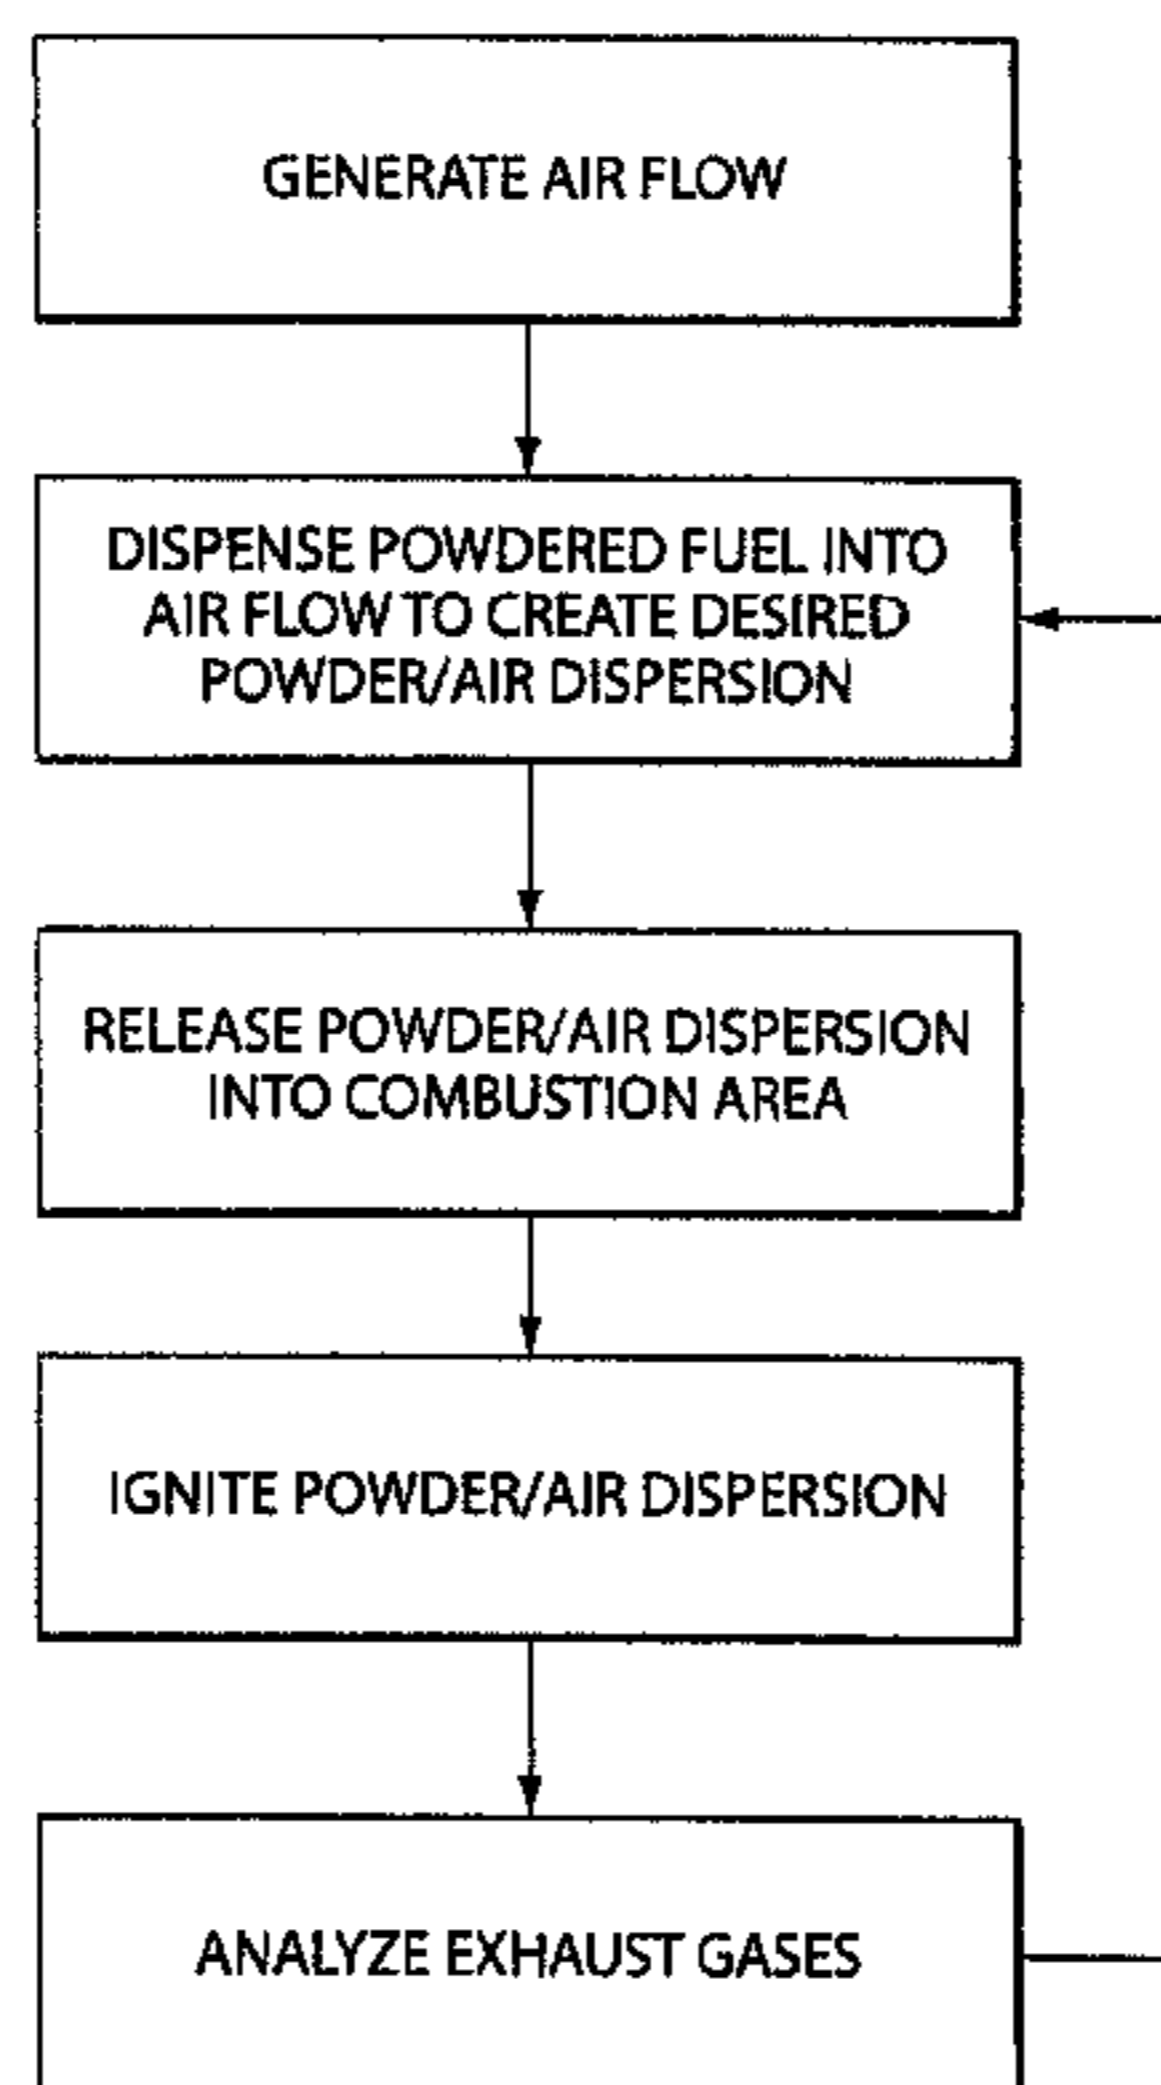 GENERATE AIR FLOW
DISPENSE POWDERED FUEL INTO
AIR FLOW TO CREATE DESIRED
POWDER/AIR DISPERSION
RELEASE POWDER/AIR DISPERSION
INTO COMBUSTION AREA
IGNITE POWDER/AIR DISPERSION
ANALYZE EXHAUST GASES